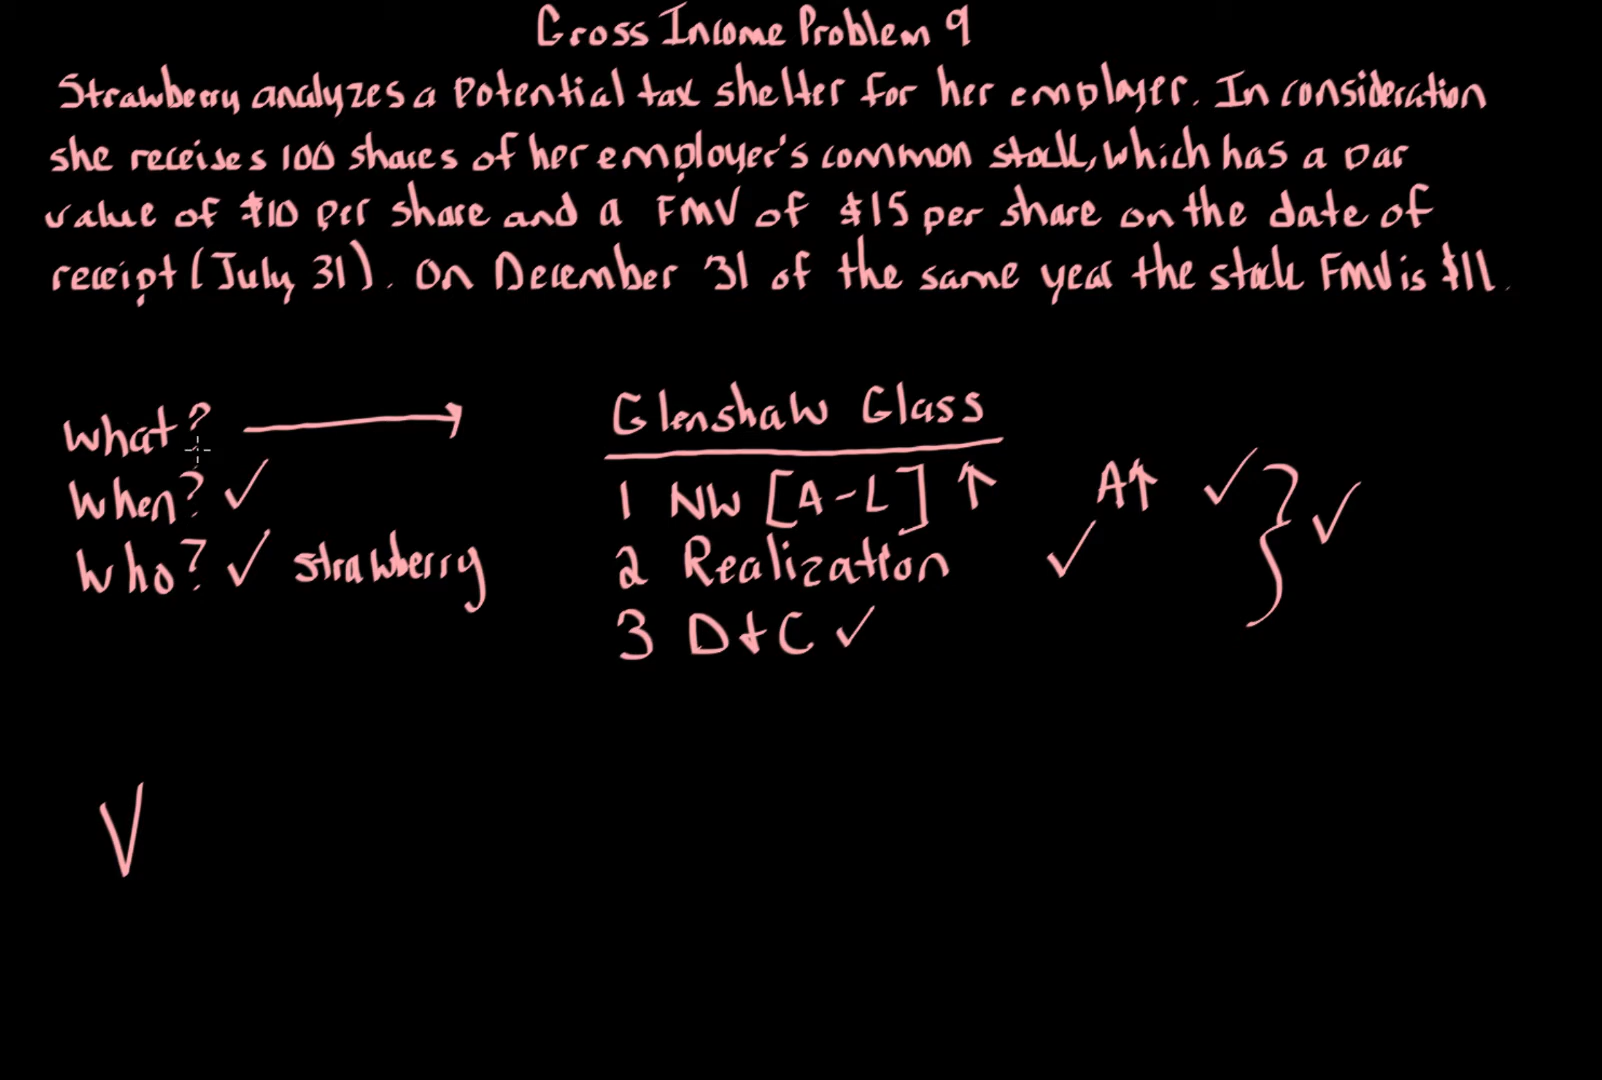 Gross Income Problem 9
Strawberry analyzes a potential tax shelter for her employer. In consideration
she receives 100 shares of her employer's common stock, which has a par
value of $10 per share and a FMV of $15 per share on the date of
receipt (July 31). On December 31 of the same year the stock FMV is $11.
What? →
When? ✓
Who? ✓ strawberry
Glenshaw Glass
1 NW [A-L] ↑ A↑ ✓ } ✓
2 Realization ✓
3 D+C ✓
V